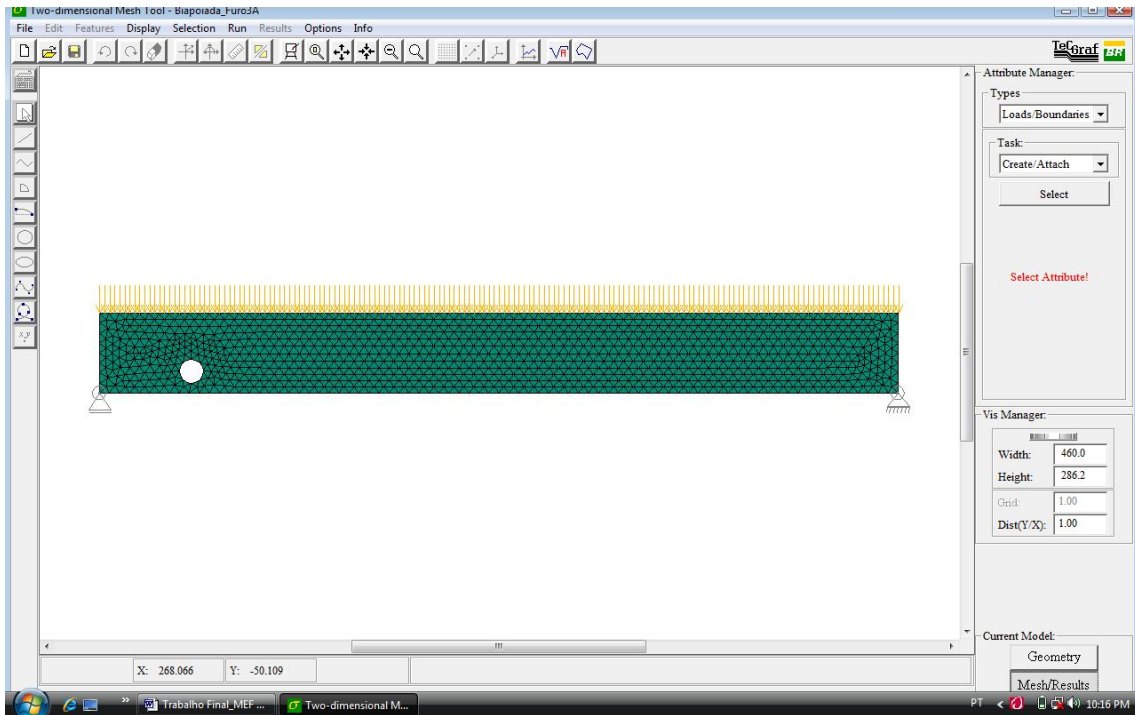 Two-dimensional Mesh Tool - Biapoiada_Furo3A
File Edit Features Display Selection Run Results Options Info
TeCGraf BR
Attribute Manager:
Types
Loads/Boundaries
Task:
Create/Attach
Select
Select Attribute!
Vis Manager:
Width: 460.0
Height: 286.2
Grid: 1.00
Dist(Y/X): 1.00
Current Model:
Geometry
Mesh/Results
X: 268.066 Y: -50.109
Trabalho Final_MEF ... Two-dimensional M... PT 10:16 PM